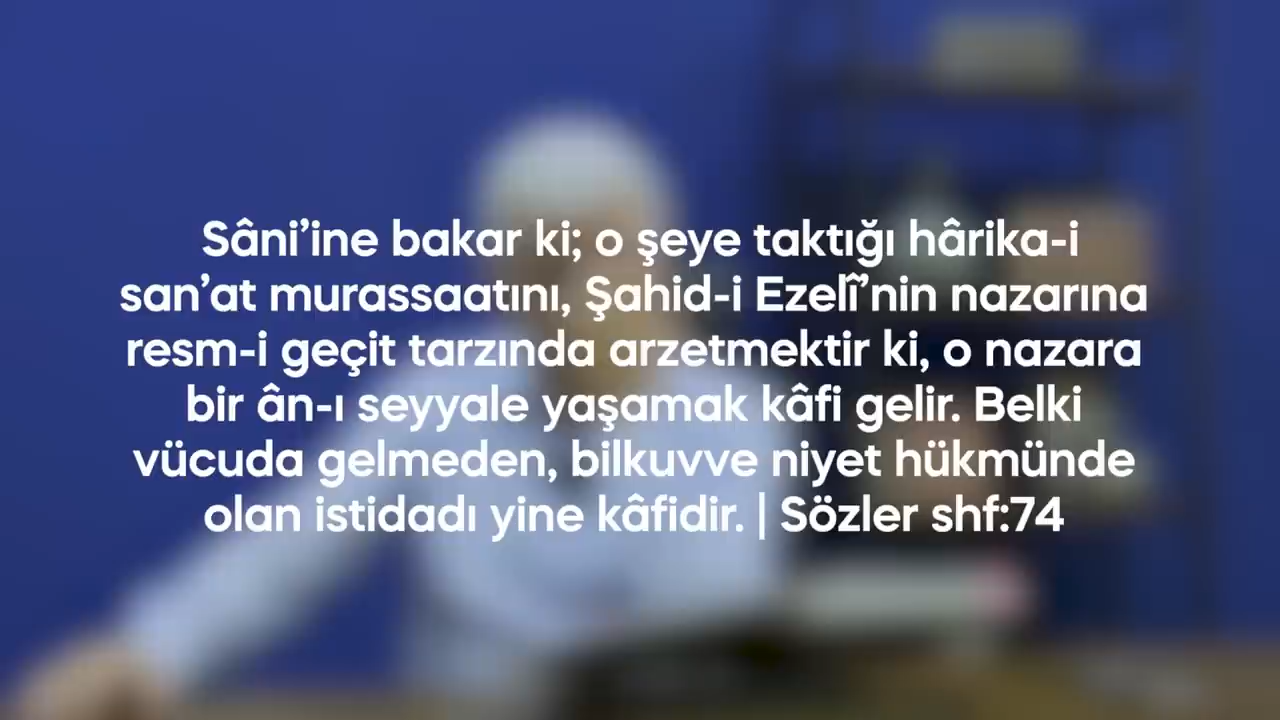 Sâni’ine bakar ki; o şeye taktığı hârika-i
san’at murassaatını, Şahid-i Ezelî’nin nazarına
resm-i geçit tarzında arzetmektir ki, o nazara
bir ân-ı seyyale yaşamak kâfi gelir. Belki
vücuda gelmeden, bilkuvve niyet hükmünde
olan istidadı yine kâfidir. | Sözler shf:74